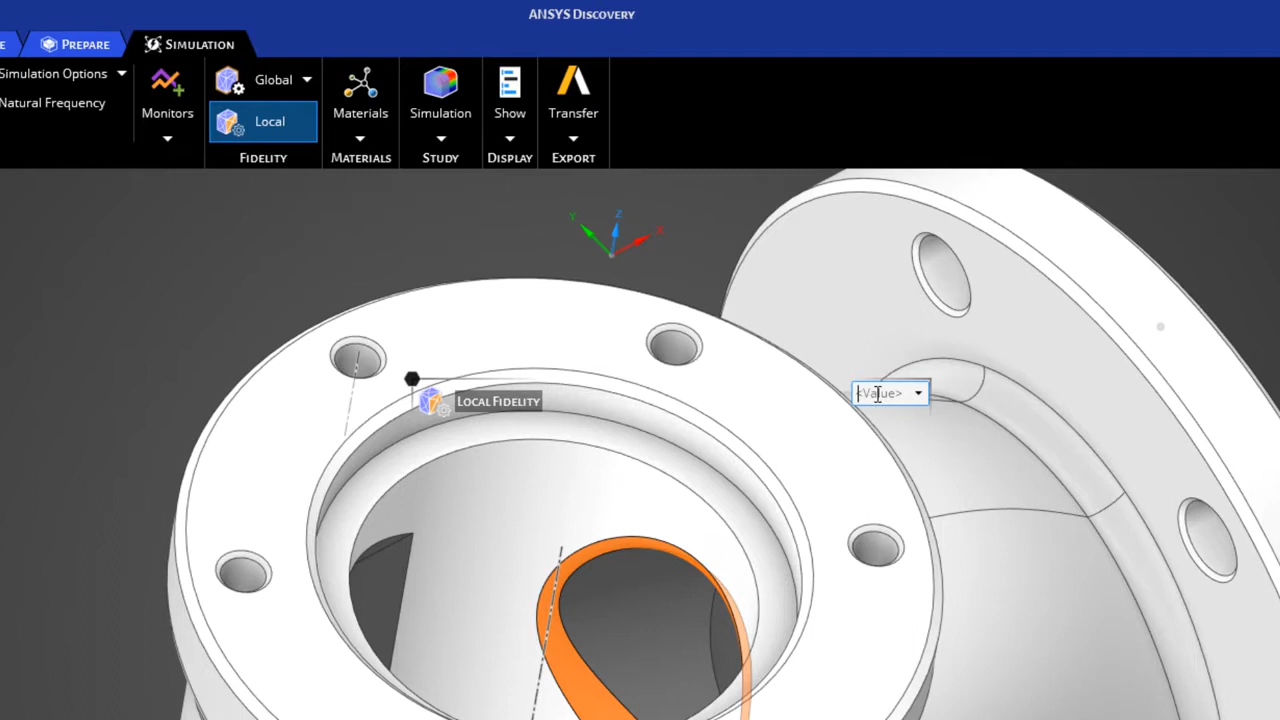 ANSYS DISCOVERY
E
PREPARE
SIMULATION
Simulation Options
Natural Frequency
Monitors
Global
Local
FIDELITY
Materials
MATERIALS
Simulation
STUDY
Show
DISPLAY
Transfer
EXPORT
Z
Y
X
<Value>
LOCAL FIDELITY